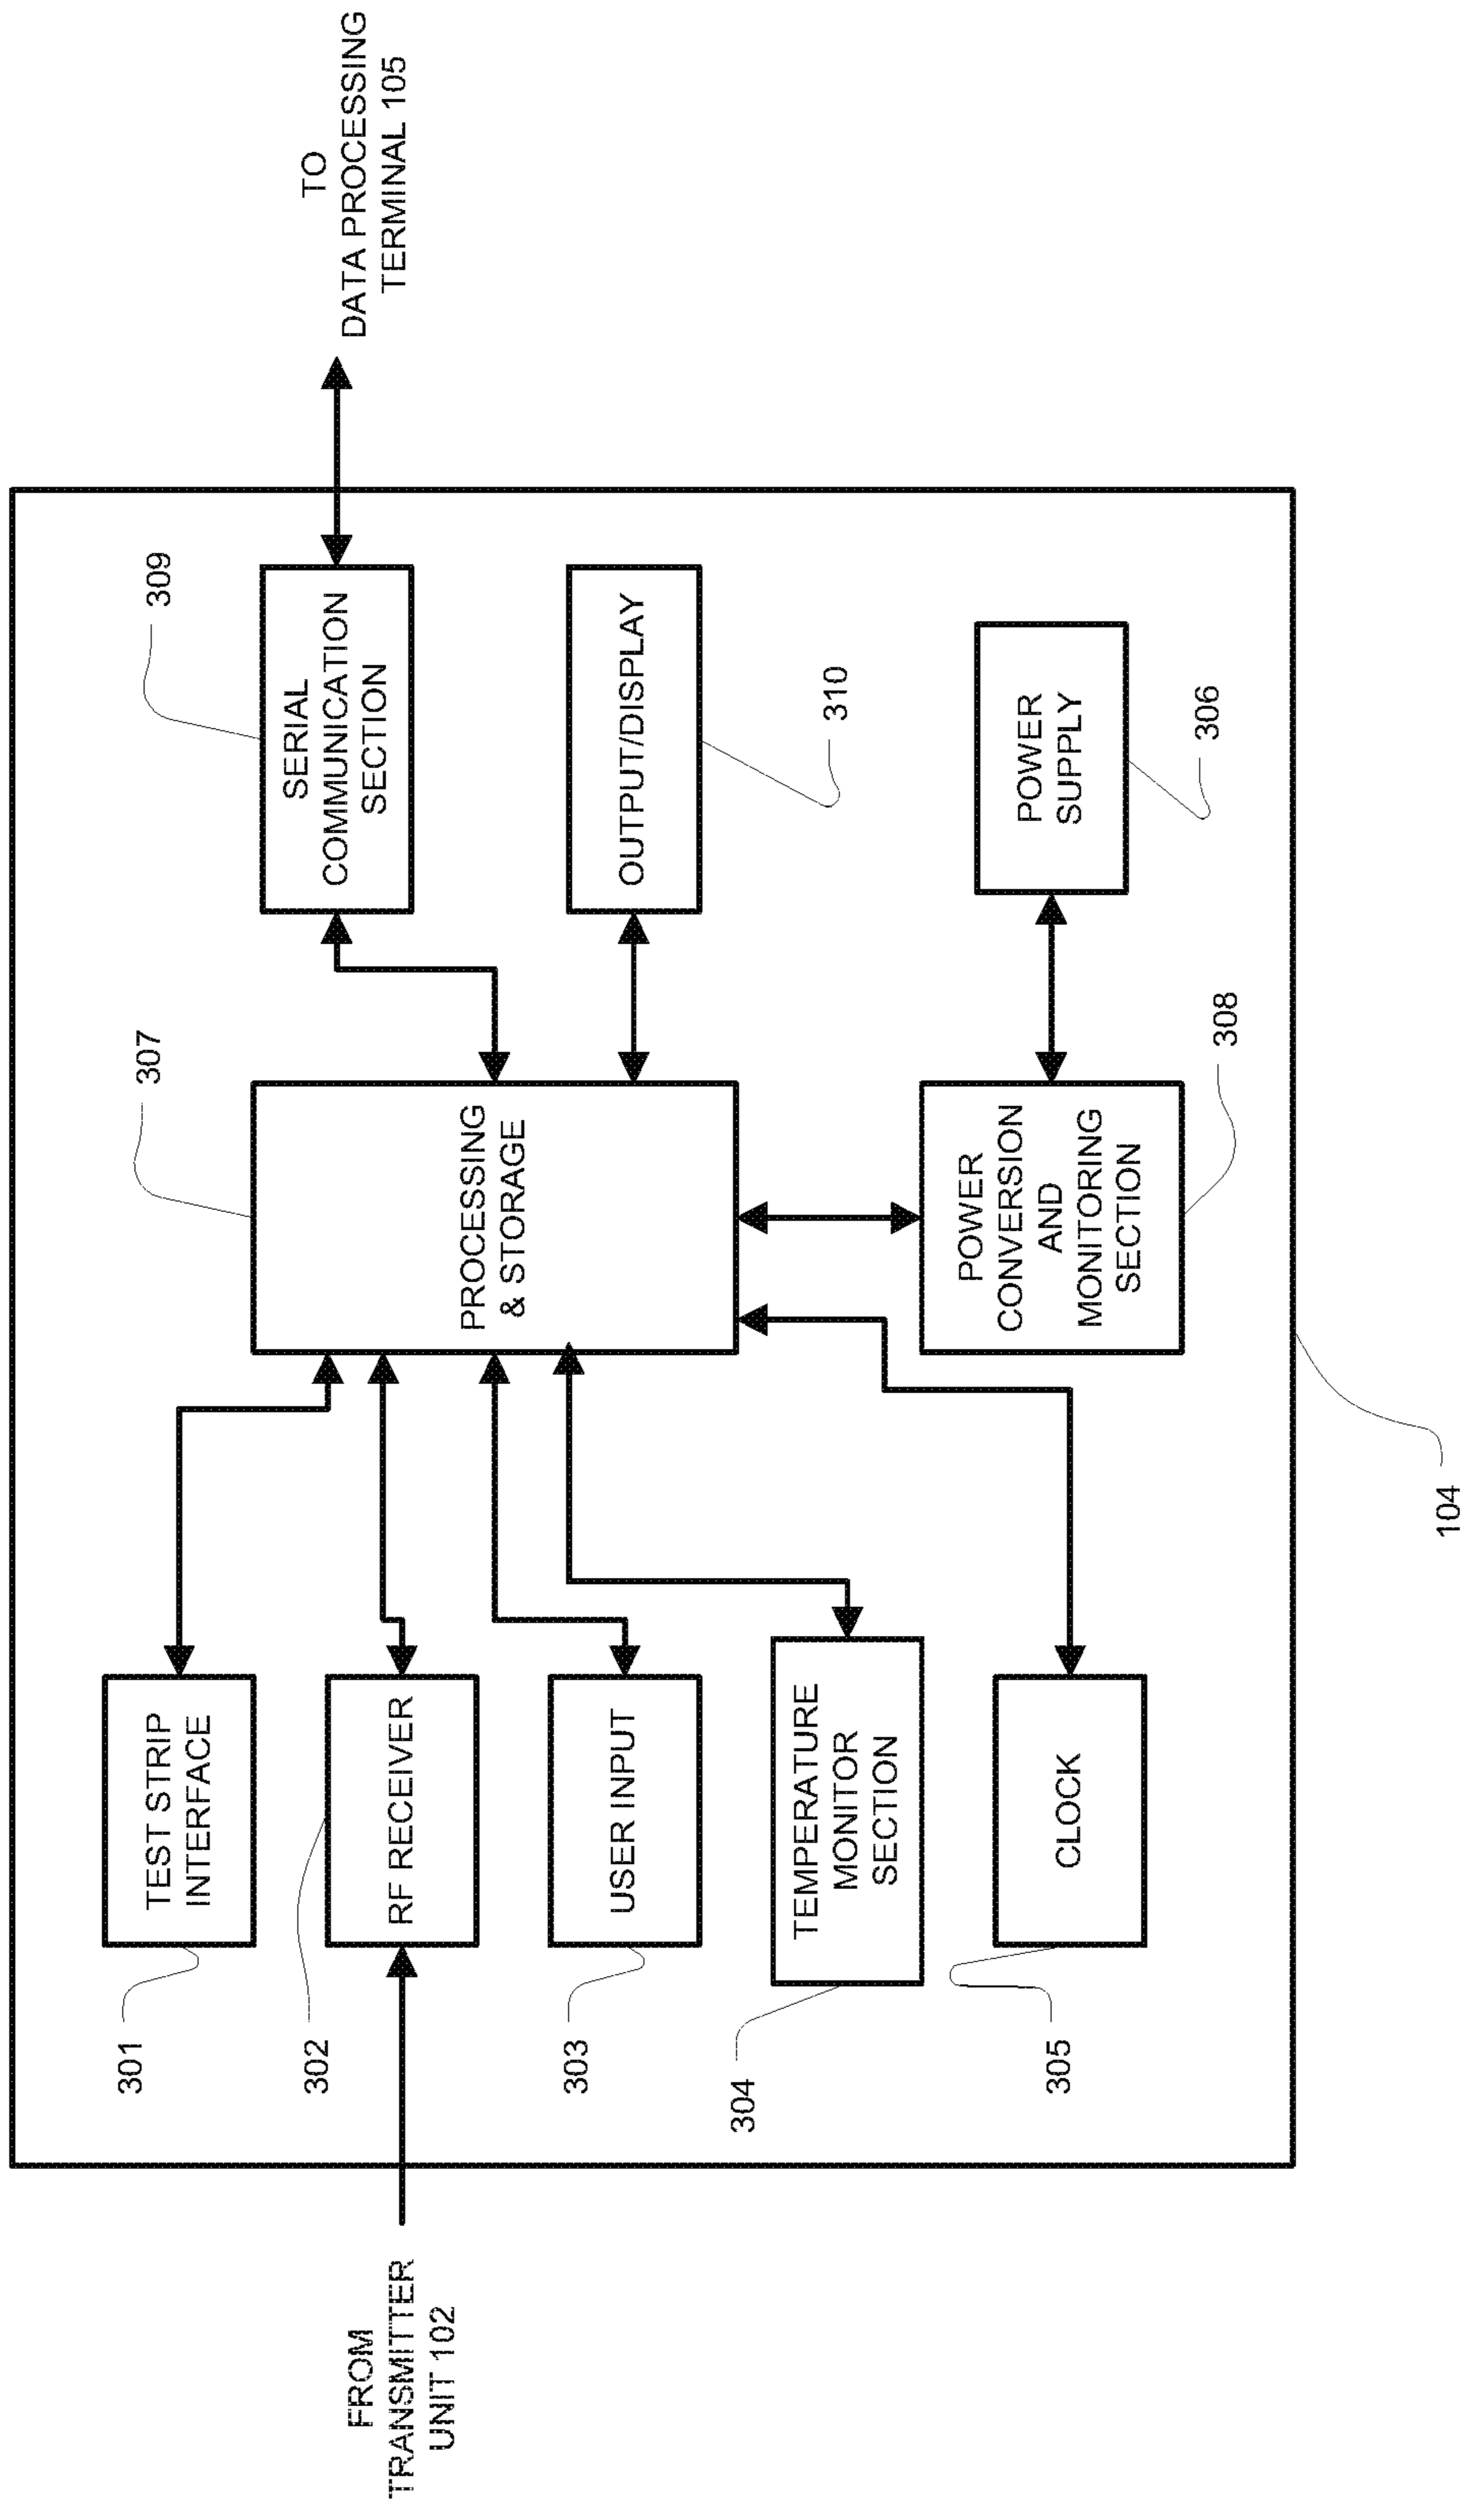 FROM
TRANSMITTER
UNIT 102
301
TEST STRIP
INTERFACE
302
RF RECEIVER
303
USER INPUT
304
TEMPERATURE
MONITOR
SECTION
305
CLOCK
307
PROCESSING
& STORAGE
POWER
CONVERSION
AND
MONITORING
SECTION
308
309
SERIAL
COMMUNICATION
SECTION
OUTPUT/DISPLAY
310
POWER
SUPPLY
306
TO
DATA PROCESSING
TERMINAL 105
104